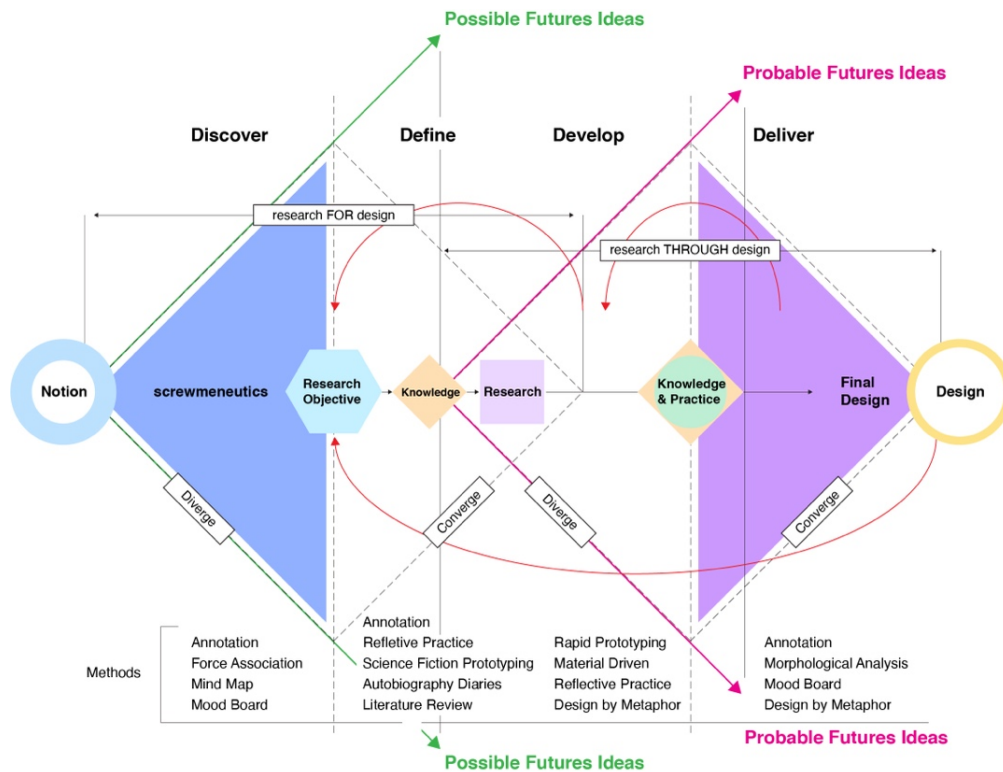 Possible Futures Ideas
Probable Futures Ideas
Discover
Define
Develop
Deliver
research FOR design
research THROUGH design
Notion
screwmeneutics
Research
Objective
Knowledge
Research
Knowledge
& Practice
Final
Design
Design
Diverge
Converge
Diverge
Converge
Methods
Annotation
Force Association
Mind Map
Mood Board
Annotation
Refletive Practice
Science Fiction Prototyping
Autobiography Diaries
Literature Review
Rapid Prototyping
Material Driven
Reflective Practice
Design by Metaphor
Annotation
Morphological Analysis
Mood Board
Design by Metaphor
Probable Futures Ideas
Possible Futures Ideas